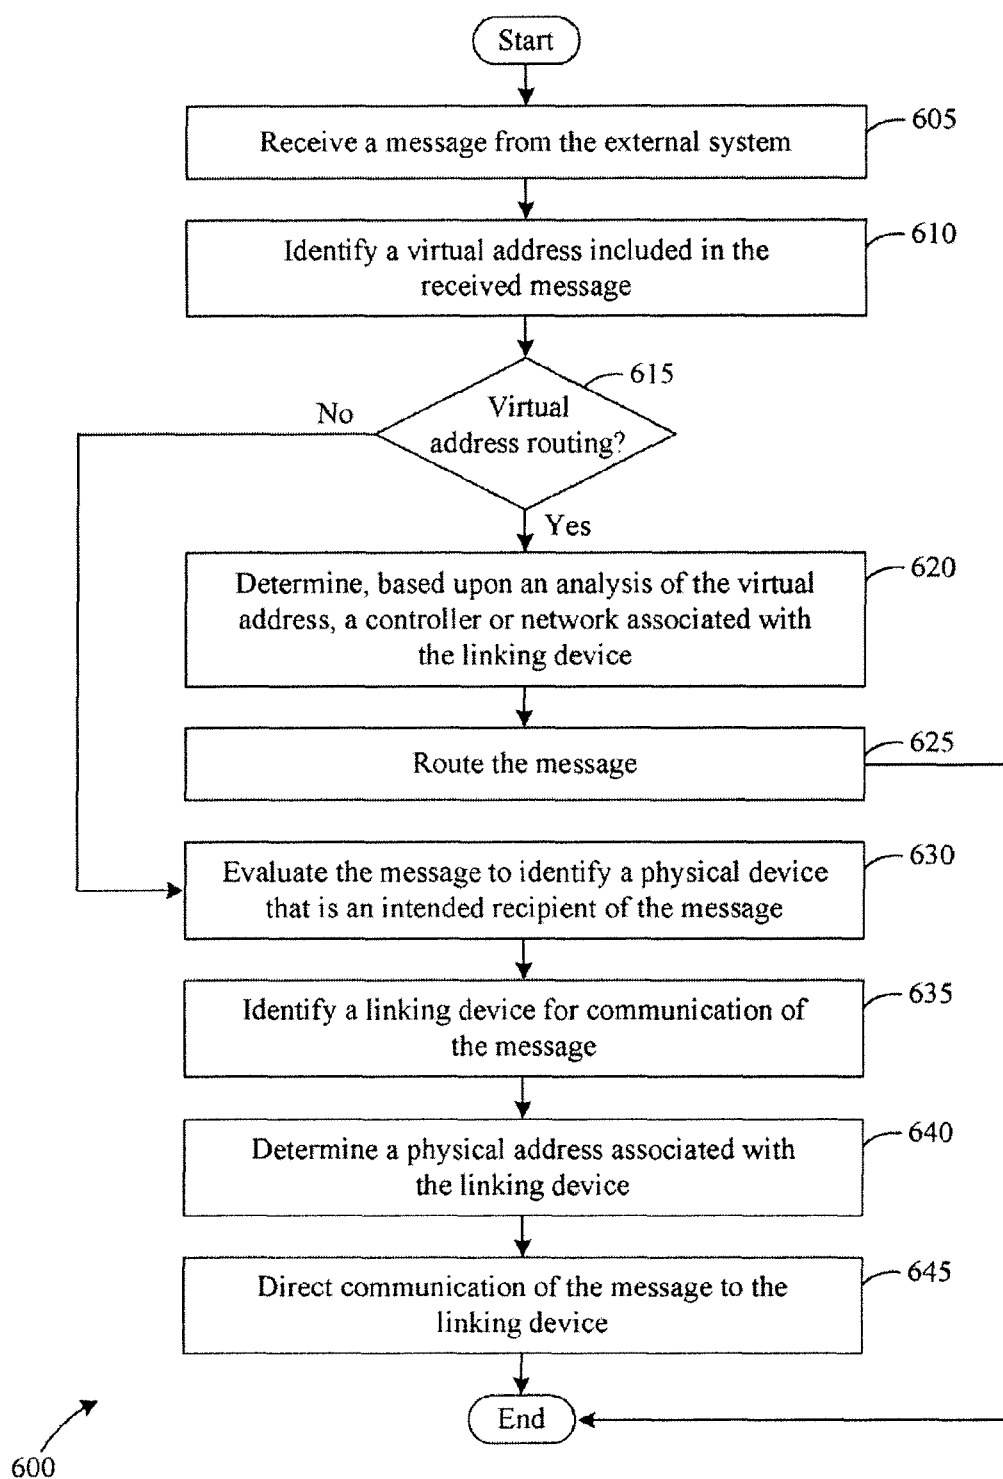 Start
Receive a message from the external system
605
Identify a virtual address included in the
received message
610
615
Virtual
address routing?
No
Yes
Determine, based upon an analysis of the virtual
address, a controller or network associated with
the linking device
620
Route the message
625
Evaluate the message to identify a physical device
that is an intended recipient of the message
630
Identify a linking device for communication of
the message
635
Determine a physical address associated with
the linking device
640
Direct communication of the message to the
linking device
645
End
600